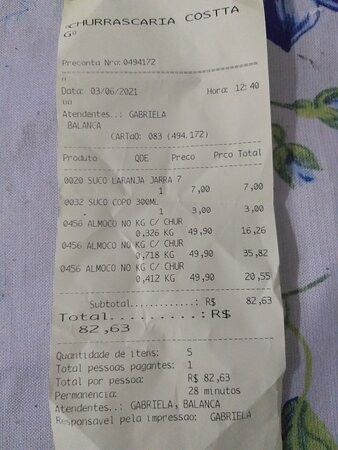 "CHURRASCARIA COSTTA
G"
Preconta Nro:0494172
Data: 03/06/2021 Hora: 12:40
Atendentes..: GABRIELA
BALANCA
CARTaO: 083 (494.172)
Produto QDE Preco Prco Total
0020 SUCO LARANJA JARRA 7
1 7,00 7,00
0032 SUCO COPO 300ML
1 3,00 3,00
0456 ALMOCO NO KG C/ CHUR
0,326 KG 49,90 16,26
0456 ALMOCO NO KG C/ CHUR
0,718 KG 49,90 35,82
0456 ALMOCO NO KG C/ CHUR
0,412 KG 49,90 20,55
Subtotal.............: R$ 82,63
Total.........: R$
82,63
Quantidade de itens: 5
Total pessoas pagantes: 1
Total por pessoa: R$ 82,63
Permanencia: 28 minutos
Atendentes..: GABRIELA, BALANCA
Responsavel pela impressao: GABRIELA